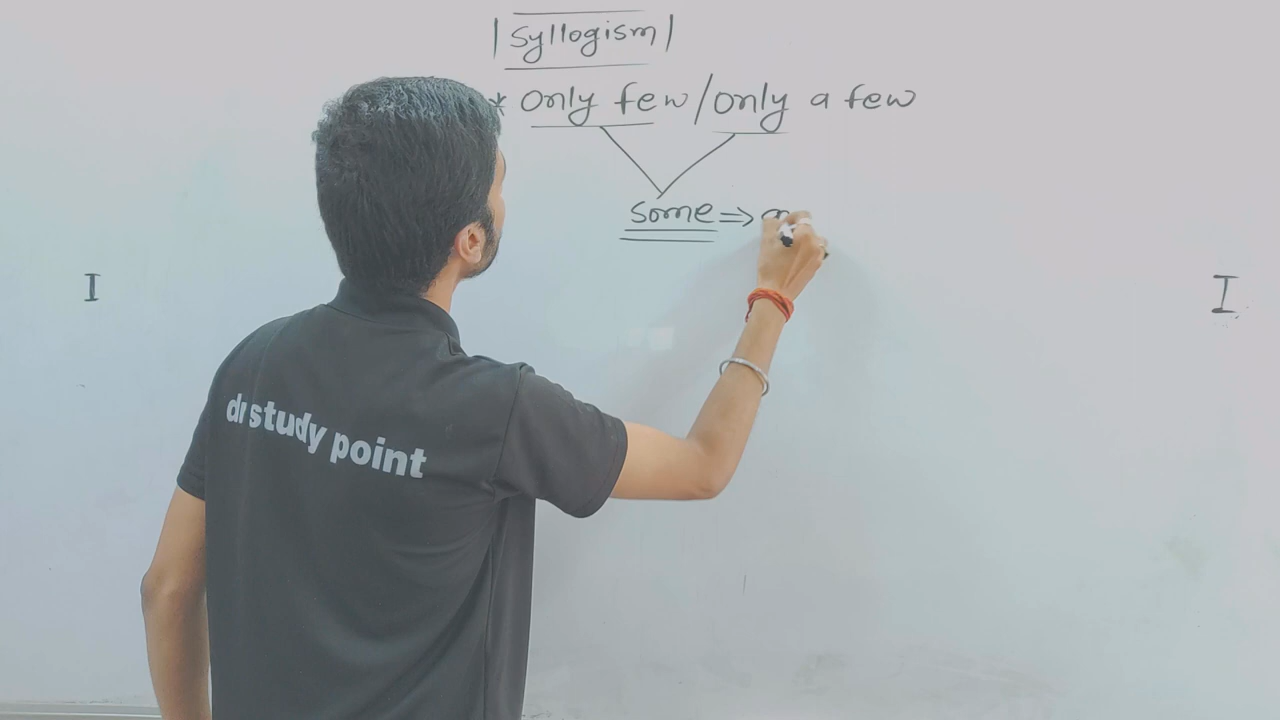 |Syllogism|
* only few/only a few
some⇒
I
I
dr study point